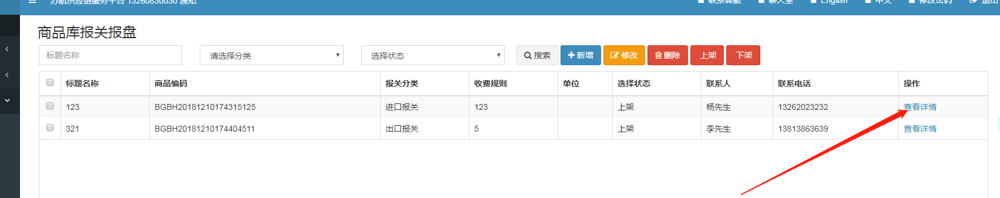 苏航供应链服务平台 13260830030 通知:
联系客服 聊天室 English 中文 修改密码 退出
商品库报关报盘
标题名称 请选择分类 选择状态 搜索 新增 修改 删除 上架 下架
标题名称 商品编码 报关分类 收费规则 单位 选择状态 联系人 联系电话 操作
123 BGBH20181210174315125 进口报关 123 上架 杨先生 13262023232 查看详情
321 BGBH20181210174404511 出口报关 5 上架 李先生 13813863639 查看详情